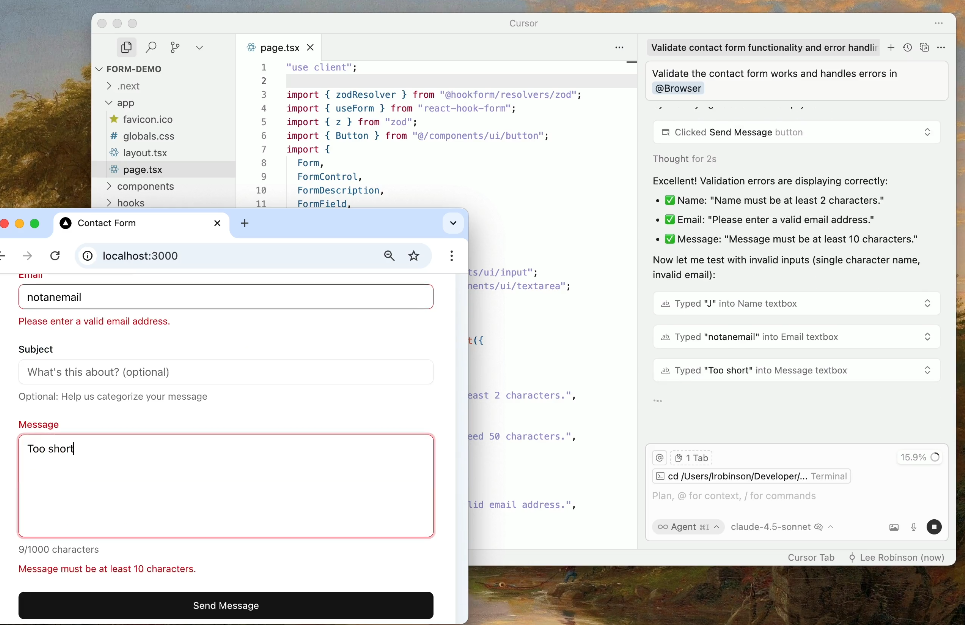 Cursor
page.tsx
FORM-DEMO
.next
app
favicon.ico
# globals.css
layout.tsx
page.tsx
components
hooks
1 "use client";
2
3 import { zodResolver } from "@hookform/resolvers/zod";
4 import { useForm } from "react-hook-form";
5 import { z } from "zod";
6 import { Button } from "@/components/ui/button";
7 import {
8 Form,
9 FormControl,
10 FormDescription,
11 FormField,
ts/ui/input";
nents/ui/textarea";
t({
east 2 characters.",
eed 50 characters.",
lid email address.",
Validate contact form functionality and error handlin
Validate the contact form works and handles errors in
@Browser
Clicked Send Message button
Thought for 2s
Excellent! Validation errors are displaying correctly:
• ✅ Name: "Name must be at least 2 characters."
• ✅ Email: "Please enter a valid email address."
• ✅ Message: "Message must be at least 10 characters."
Now let me test with invalid inputs (single character name,
invalid email):
Typed "J" into Name textbox
Typed "notanemail" into Email textbox
Typed "Too short" into Message textbox
...
@ 1 Tab 15.9%
cd /Users/lrobinson/Developer/... Terminal
Plan, @ for context, / for commands
Agent ⌘I claude-4.5-sonnet
Cursor Tab Lee Robinson (now)
Contact Form
localhost:3000
Email
notanemail
Please enter a valid email address.
Subject
What's this about? (optional)
Optional: Help us categorize your message
Message
Too short
9/1000 characters
Message must be at least 10 characters.
Send Message